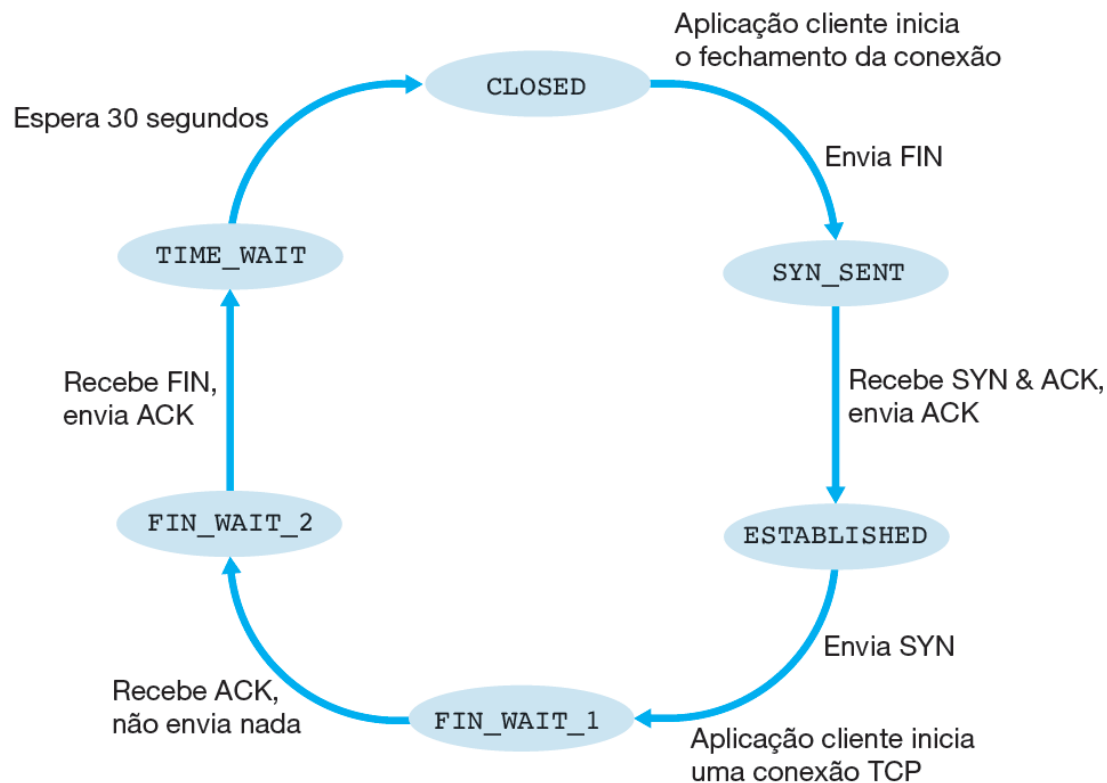 Aplicação cliente inicia
o fechamento da conexão
CLOSED
Espera 30 segundos
Envia FIN
TIME_WAIT
SYN_SENT
Recebe FIN,
envia ACK
Recebe SYN & ACK,
envia ACK
FIN_WAIT_2
ESTABLISHED
Envia SYN
Recebe ACK,
não envia nada
FIN_WAIT_1
Aplicação cliente inicia
uma conexão TCP